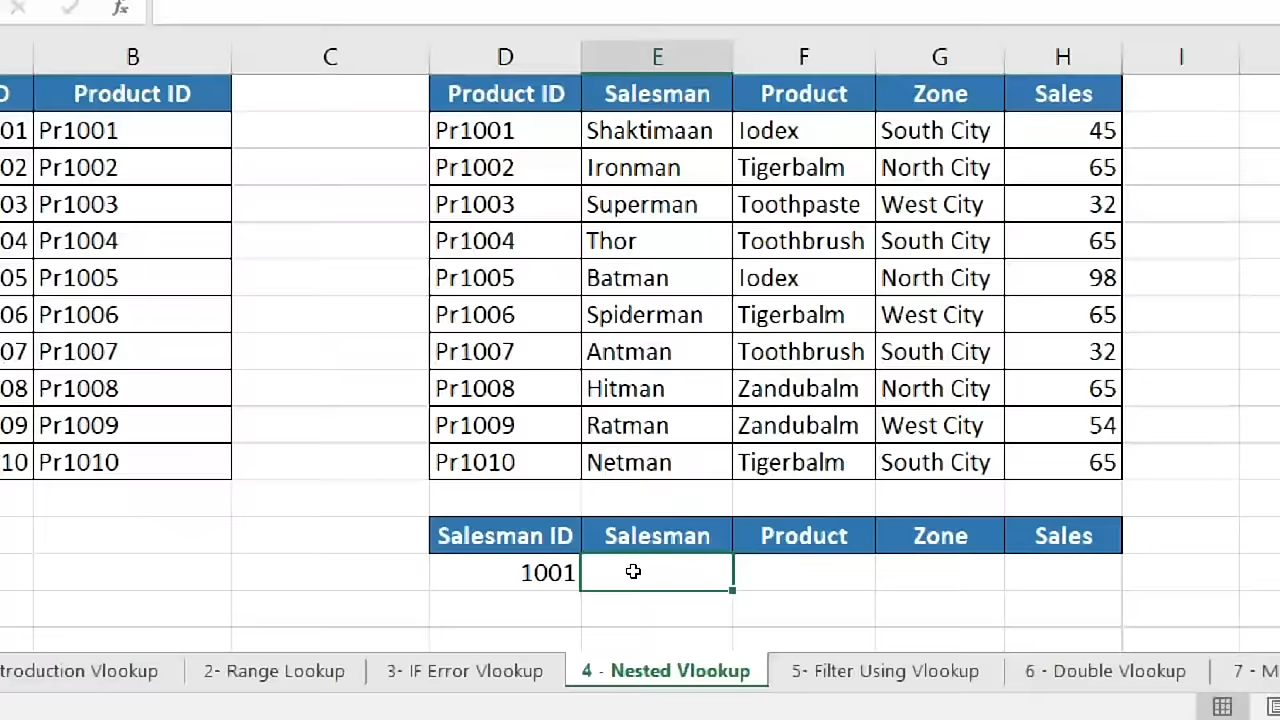 fx
B C D E F G H I
D Product ID Product ID Salesman Product Zone Sales
01 Pr1001 Pr1001 Shaktimaan Iodex South City 45
02 Pr1002 Pr1002 Ironman Tigerbalm North City 65
03 Pr1003 Pr1003 Superman Toothpaste West City 32
04 Pr1004 Pr1004 Thor Toothbrush South City 65
05 Pr1005 Pr1005 Batman Iodex North City 98
06 Pr1006 Pr1006 Spiderman Tigerbalm West City 65
07 Pr1007 Pr1007 Antman Toothbrush South City 32
08 Pr1008 Pr1008 Hitman Zandubalm North City 65
09 Pr1009 Pr1009 Ratman Zandubalm West City 54
10 Pr1010 Pr1010 Netman Tigerbalm South City 65
Salesman ID Salesman Product Zone Sales
1001
troduction Vlookup 2- Range Lookup 3- IF Error Vlookup 4 - Nested Vlookup 5- Filter Using Vlookup 6 - Double Vlookup 7 - M